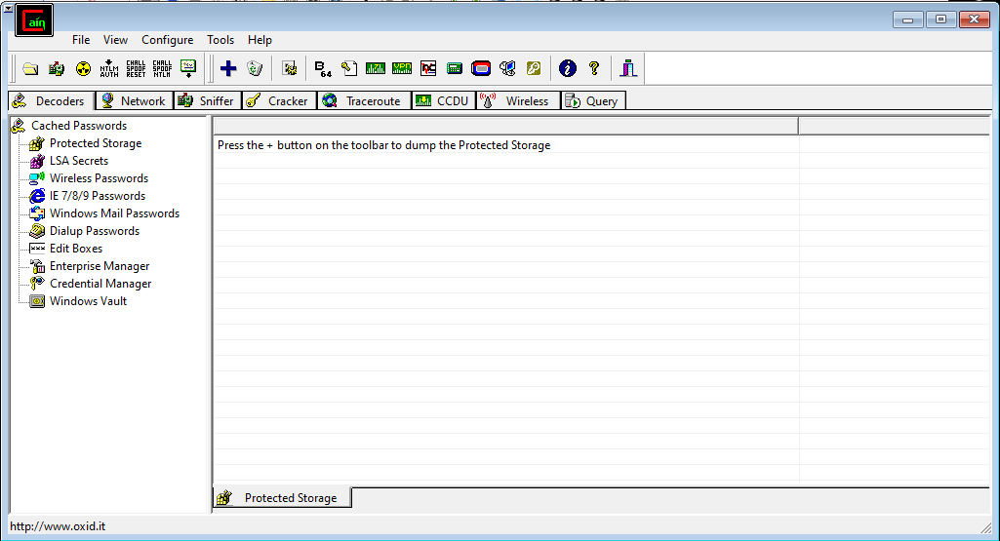 Cain
File View Configure Tools Help
NTLM AUTH
CHALL SPOOF RESET
CHALL SPOOF NTLM
B64
VPN
Decoders Network Sniffer Cracker Traceroute CCDU Wireless Query
Cached Passwords
Protected Storage
LSA Secrets
Wireless Passwords
IE 7/8/9 Passwords
Windows Mail Passwords
Dialup Passwords
Edit Boxes
Enterprise Manager
Credential Manager
Windows Vault
Press the + button on the toolbar to dump the Protected Storage
Protected Storage
http://www.oxid.it